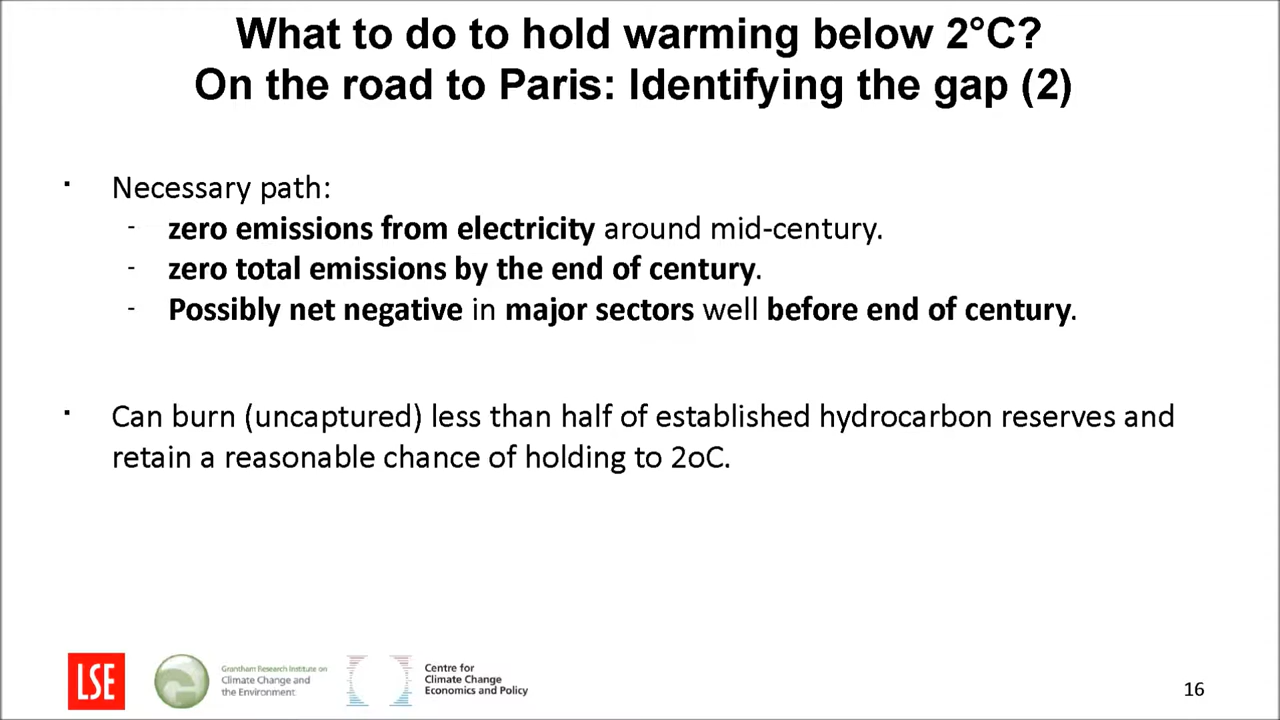 What to do to hold warming below 2°C?
On the road to Paris: Identifying the gap (2)
▪ Necessary path:
- zero emissions from electricity around mid-century.
- zero total emissions by the end of century.
- Possibly net negative in major sectors well before end of century.
▪ Can burn (uncaptured) less than half of established hydrocarbon reserves and
retain a reasonable chance of holding to 2oC.
LSE
Grantham Research Institute on
Climate Change and
the Environment
Centre for
Climate Change
Economics and Policy
16